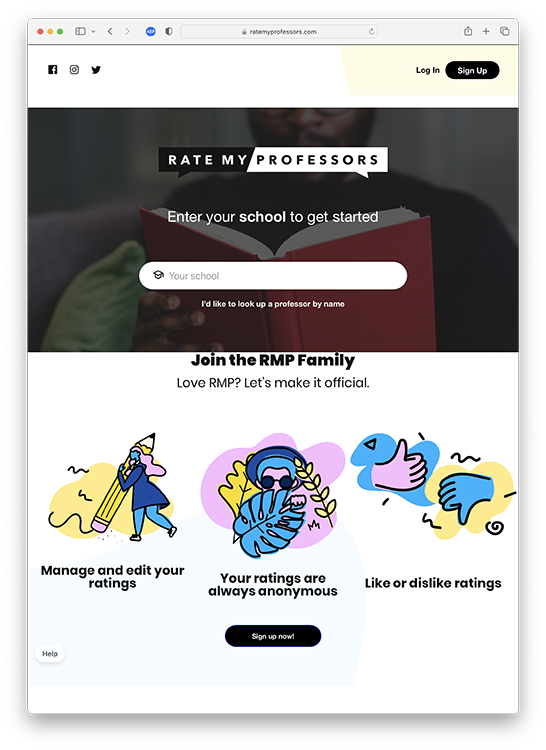 ratemyprofessors.com
Log In
Sign Up
RATE MY PROFESSORS
Enter your school to get started
Your school
I'd like to look up a professor by name
Join the RMP Family
Love RMP? Let's make it official.
Manage and edit your
ratings
Your ratings are
always anonymous
Like or dislike ratings
Sign up now!
Help